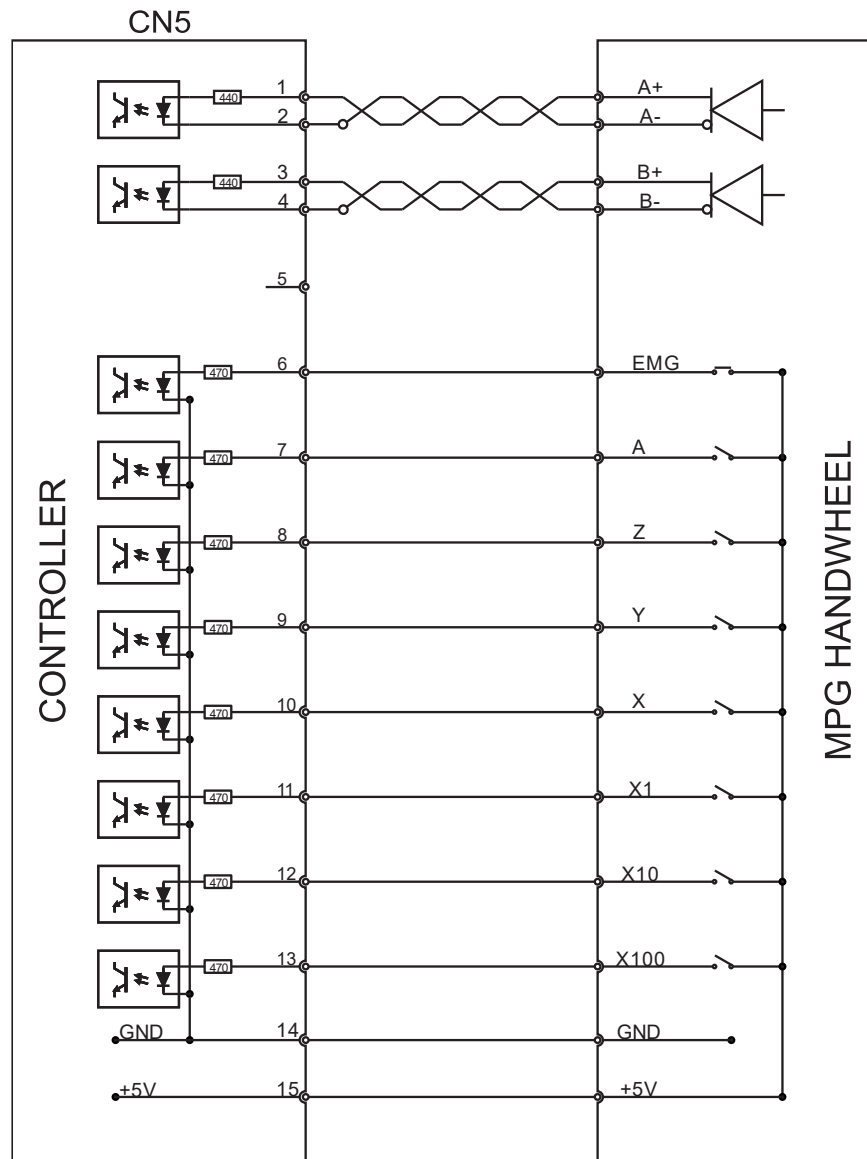 CN5
440
1
A+
2
A-
440
3
B+
4
B-
5
470
6
EMG
470
7
A
470
8
Z
470
9
Y
470
10
X
470
11
X1
470
12
X10
470
13
X100
GND
14
GND
+5V
15
+5V
CONTROLLER
MPG HANDWHEEL